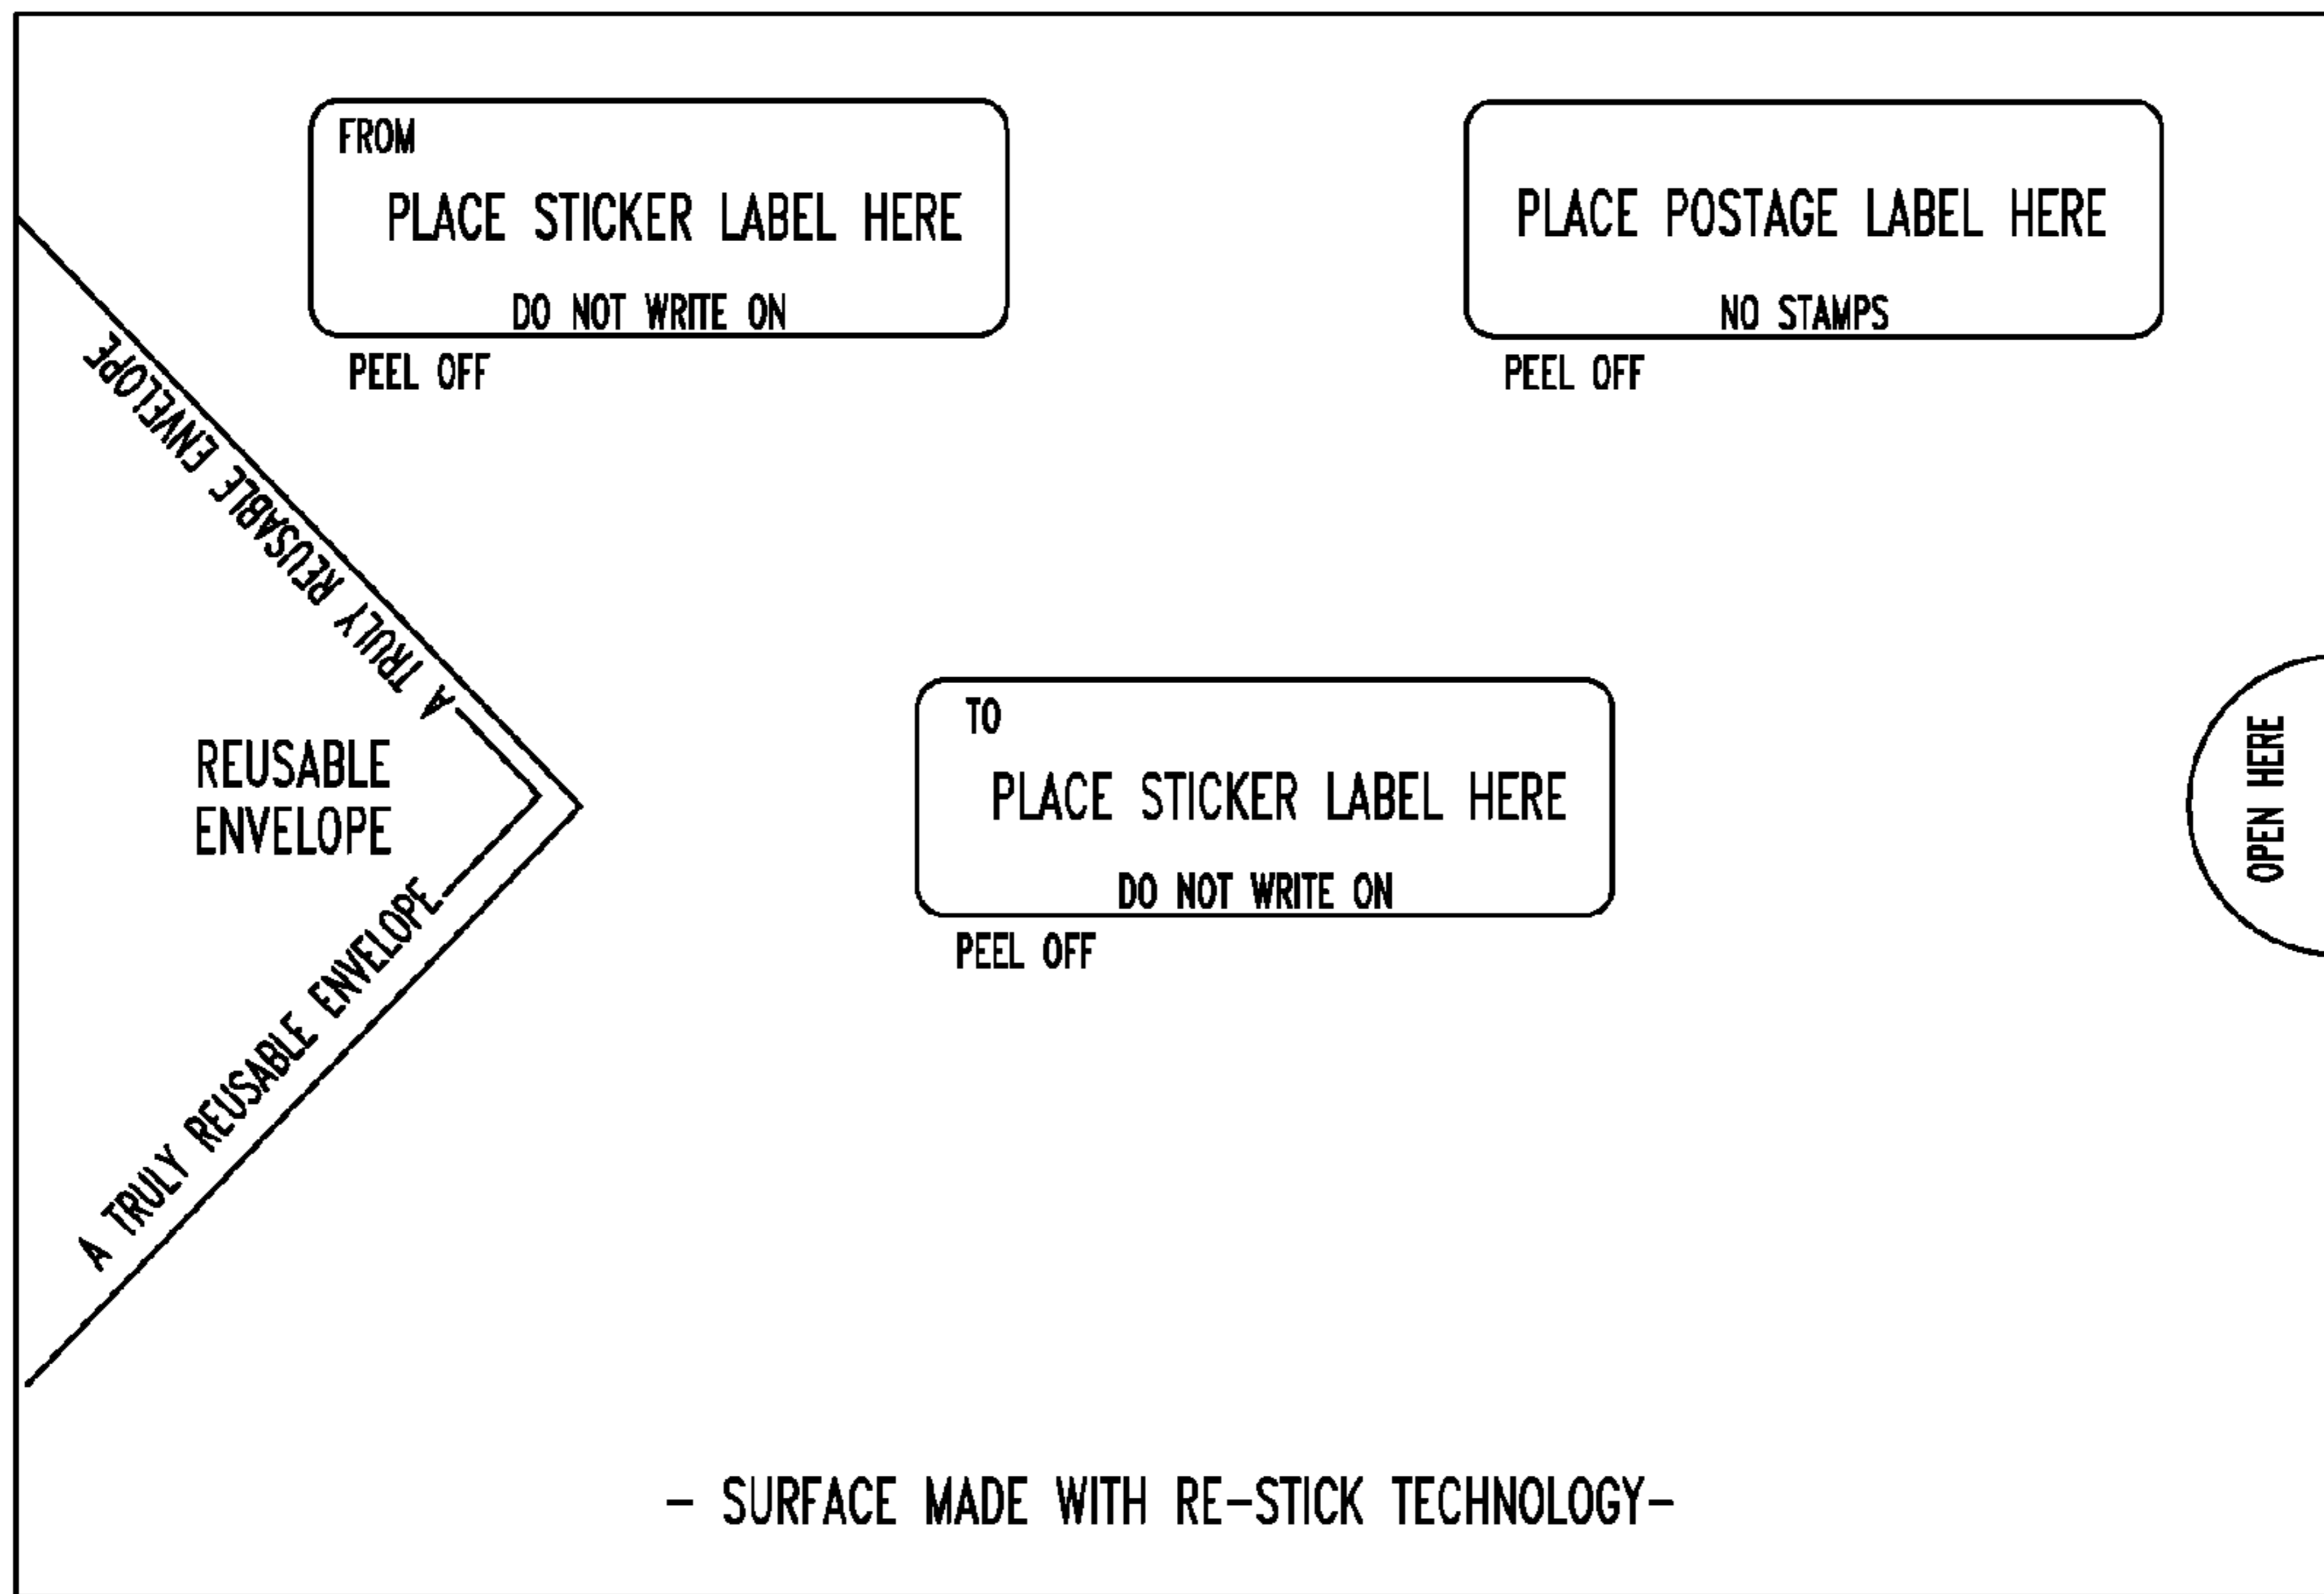 FROM
PLACE STICKER LABEL HERE
DO NOT WRITE ON
PEEL OFF
PLACE POSTAGE LABEL HERE
NO STAMPS
PEEL OFF
A TRULY REUSABLE ENVELOPE
REUSABLE
ENVELOPE
A TRULY REUSABLE ENVELOPE
TO
PLACE STICKER LABEL HERE
DO NOT WRITE ON
PEEL OFF
OPEN HERE
- SURFACE MADE WITH RE-STICK TECHNOLOGY-